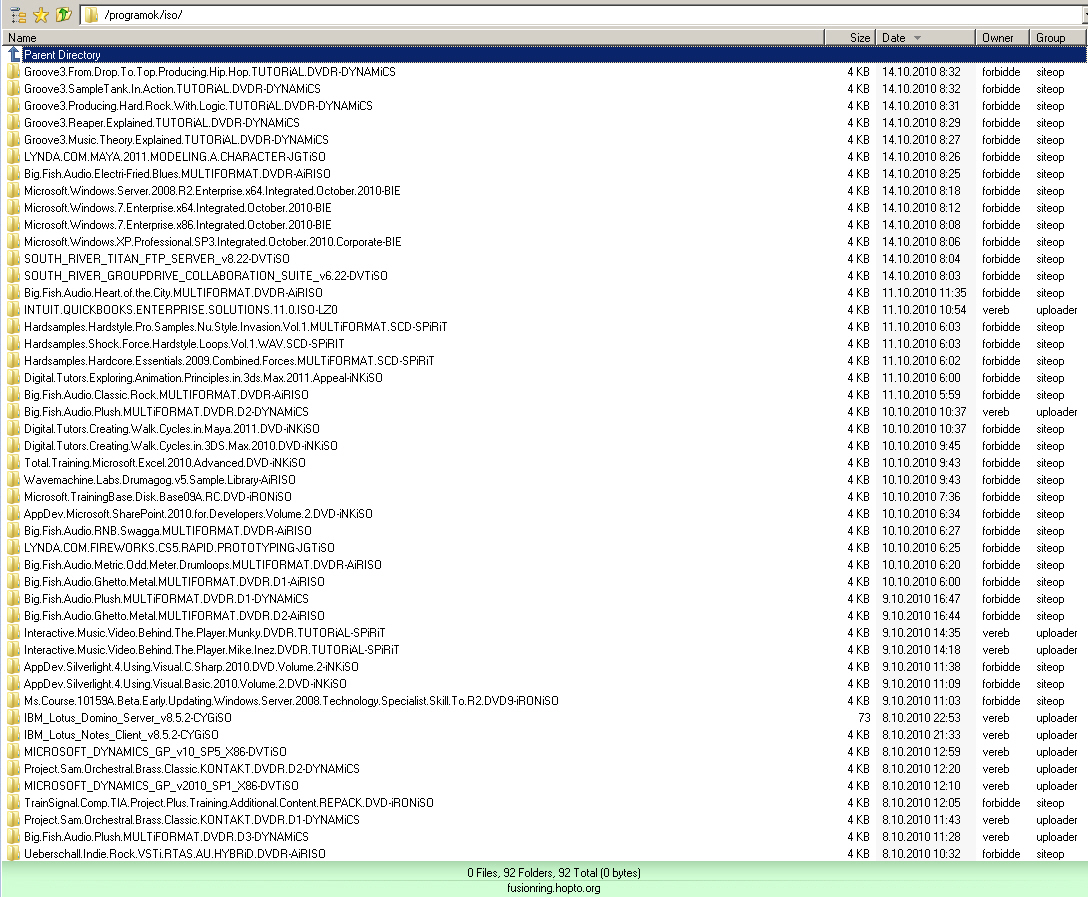 /programok/iso/
Name Size Date Owner Group
Parent Directory
Groove3.From.Drop.To.Top.Producing.Hip.Hop.TUTORiAL.DVDR-DYNAMiCS 4 KB 14.10.2010 8:32 forbidde siteop
Groove3.SampleTank.In.Action.TUTORiAL.DVDR-DYNAMiCS 4 KB 14.10.2010 8:32 forbidde siteop
Groove3.Producing.Hard.Rock.With.Logic.TUTORiAL.DVDR-DYNAMiCS 4 KB 14.10.2010 8:31 forbidde siteop
Groove3.Reaper.Explained.TUTORiAL.DVDR-DYNAMiCS 4 KB 14.10.2010 8:29 forbidde siteop
Groove3.Music.Theory.Explained.TUTORiAL.DVDR-DYNAMiCS 4 KB 14.10.2010 8:27 forbidde siteop
LYNDA.COM.MAYA.2011.MODELING.A.CHARACTER-JGTiSO 4 KB 14.10.2010 8:26 forbidde siteop
Big.Fish.Audio.Electri-Fried.Blues.MULTIFORMAT.DVDR-AiRISO 4 KB 14.10.2010 8:25 forbidde siteop
Microsoft.Windows.Server.2008.R2.Enterprise.x64.Integrated.October.2010-BIE 4 KB 14.10.2010 8:18 forbidde siteop
Microsoft.Windows.7.Enterprise.x64.Integrated.October.2010-BIE 4 KB 14.10.2010 8:12 forbidde siteop
Microsoft.Windows.7.Enterprise.x86.Integrated.October.2010-BIE 4 KB 14.10.2010 8:08 forbidde siteop
Microsoft.Windows.XP.Professional.SP3.Integrated.October.2010.Corporate-BIE 4 KB 14.10.2010 8:06 forbidde siteop
SOUTH_RIVER_TITAN_FTP_SERVER_v8.22-DVTiSO 4 KB 14.10.2010 8:04 forbidde siteop
SOUTH_RIVER_GROUPDRIVE_COLLABORATION_SUITE_v6.22-DVTiSO 4 KB 14.10.2010 8:03 forbidde siteop
Big.Fish.Audio.Heart.of.the.City.MULTIFORMAT.DVDR-AiRISO 4 KB 11.10.2010 11:35 forbidde siteop
INTUIT.QUICKBOOKS.ENTERPRISE.SOLUTIONS.11.0.ISO-LZ0 4 KB 11.10.2010 10:54 vereb uploader
Hardsamples.Hardstyle.Pro.Samples.Nu.Style.Invasion.Vol.1.MULTiFORMAT.SCD-SPiRiT 4 KB 11.10.2010 6:03 forbidde siteop
Hardsamples.Shock.Force.Hardstyle.Loops.Vol.1.WAV.SCD-SPiRIT 4 KB 11.10.2010 6:03 forbidde siteop
Hardsamples.Hardcore.Essentials.2009.Combined.Forces.MULTiFORMAT.SCD-SPiRiT 4 KB 11.10.2010 6:02 forbidde siteop
Digital.Tutors.Exploring.Animation.Principles.in.3ds.Max.2011.Appeal-iNKiSO 4 KB 11.10.2010 6:00 forbidde siteop
Big.Fish.Audio.Classic.Rock.MULTIFORMAT.DVDR-AiRISO 4 KB 11.10.2010 5:59 forbidde siteop
Big.Fish.Audio.Plush.MULTiFORMAT.DVDR.D2-DYNAMiCS 4 KB 10.10.2010 10:37 vereb uploader
Digital.Tutors.Creating.Walk.Cycles.in.Maya.2011.DVD-iNKiSO 4 KB 10.10.2010 10:37 forbidde siteop
Digital.Tutors.Creating.Walk.Cycles.in.3DS.Max.2010.DVD-iNKiSO 4 KB 10.10.2010 9:45 forbidde siteop
Total.Training.Microsoft.Excel.2010.Advanced.DVD-iNKiSO 4 KB 10.10.2010 9:43 forbidde siteop
Wavemachine.Labs.Drumagog.v5.Sample.Library-AiRISO 4 KB 10.10.2010 9:43 forbidde siteop
Microsoft.TrainingBase.Disk.Base09A.RC.DVD-iRONiSO 4 KB 10.10.2010 7:36 forbidde siteop
AppDev.Microsoft.SharePoint.2010.for.Developers.Volume.2.DVD-iNKiSO 4 KB 10.10.2010 6:34 forbidde siteop
Big.Fish.Audio.RNB.Swagga.MULTIFORMAT.DVDR-AiRISO 4 KB 10.10.2010 6:27 forbidde siteop
LYNDA.COM.FIREWORKS.CS5.RAPID.PROTOTYPING-JGTiSO 4 KB 10.10.2010 6:25 forbidde siteop
Big.Fish.Audio.Metric.Odd.Meter.Drumloops.MULTIFORMAT.DVDR-AiRISO 4 KB 10.10.2010 6:20 forbidde siteop
Big.Fish.Audio.Ghetto.Metal.MULTIFORMAT.DVDR.D1-AiRISO 4 KB 10.10.2010 6:00 forbidde siteop
Big.Fish.Audio.Plush.MULTiFORMAT.DVDR.D1-DYNAMiCS 4 KB 9.10.2010 16:47 forbidde siteop
Big.Fish.Audio.Ghetto.Metal.MULTIFORMAT.DVDR.D2-AiRISO 4 KB 9.10.2010 16:44 forbidde siteop
Interactive.Music.Video.Behind.The.Player.Munky.DVDR.TUTORiAL-SPiRiT 4 KB 9.10.2010 14:35 vereb uploader
Interactive.Music.Video.Behind.The.Player.Mike.Inez.DVDR.TUTORiAL-SPiRiT 4 KB 9.10.2010 14:18 vereb uploader
AppDev.Silverlight.4.Using.Visual.C.Sharp.2010.DVD.Volume.2-iNKiSO 4 KB 9.10.2010 11:38 forbidde siteop
AppDev.Silverlight.4.Using.Visual.Basic.2010.Volume.2.DVD-iNKiSO 4 KB 9.10.2010 11:09 forbidde siteop
Ms.Course.10159A.Beta.Early.Updating.Windows.Server.2008.Technology.Specialist.Skill.To.R2.DVD9-iRONiSO 4 KB 9.10.2010 11:03 forbidde siteop
IBM_Lotus_Domino_Server_v8.5.2-CYGiSO 73 8.10.2010 22:53 vereb uploader
IBM_Lotus_Notes_Client_v8.5.2-CYGiSO 4 KB 8.10.2010 21:33 vereb uploader
MICROSOFT_DYNAMICS_GP_v10_SP5_X86-DVTiSO 4 KB 8.10.2010 12:59 vereb uploader
Project.Sam.Orchestral.Brass.Classic.KONTAKT.DVDR.D2-DYNAMiCS 4 KB 8.10.2010 12:20 vereb uploader
MICROSOFT_DYNAMICS_GP_v2010_SP1_X86-DVTiSO 4 KB 8.10.2010 12:10 vereb uploader
TrainSignal.Comp.TIA.Project.Plus.Training.Additional.Content.REPACK.DVD-iRONiSO 4 KB 8.10.2010 12:05 forbidde siteop
Project.Sam.Orchestral.Brass.Classic.KONTAKT.DVDR.D1-DYNAMiCS 4 KB 8.10.2010 11:43 vereb uploader
Big.Fish.Audio.Plush.MULTiFORMAT.DVDR.D3-DYNAMiCS 4 KB 8.10.2010 11:28 vereb uploader
Ueberschall.Indie.Rock.VSTi.RTAS.AU.HYBRiD.DVDR-AiRISO 4 KB 8.10.2010 10:32 forbidde siteop
0 Files, 92 Folders, 92 Total (0 bytes)
fusionring.hopto.org